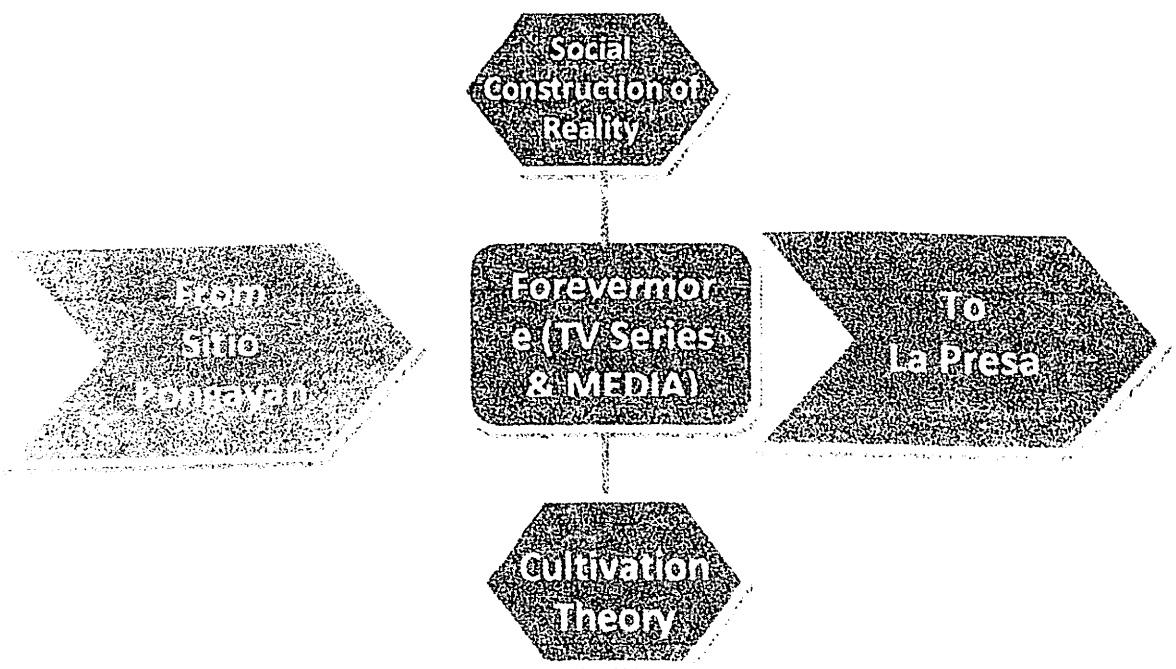 Social
Construction of
Reality
From
Sitio
Pongayan
Forevermor
e (TV Series
& MEDIA)
To
La Presa
Cultivation
Theory